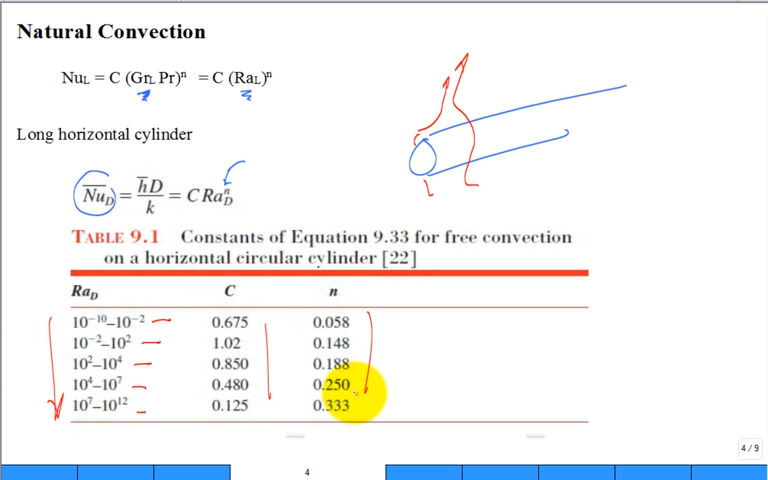 Natural Convection
NuL = C (GrL Pr)ⁿ = C (RaL)ⁿ
Long horizontal cylinder
N̅u̅D = h̅D/k = C RaDⁿ
TABLE 9.1 Constants of Equation 9.33 for free convection
on a horizontal circular cylinder [22]
RaD C n
10⁻¹⁰–10⁻² 0.675 0.058
10⁻²–10² 1.02 0.148
10²–10⁴ 0.850 0.188
10⁴–10⁷ 0.480 0.250
10⁷–10¹² 0.125 0.333
4 / 9
4